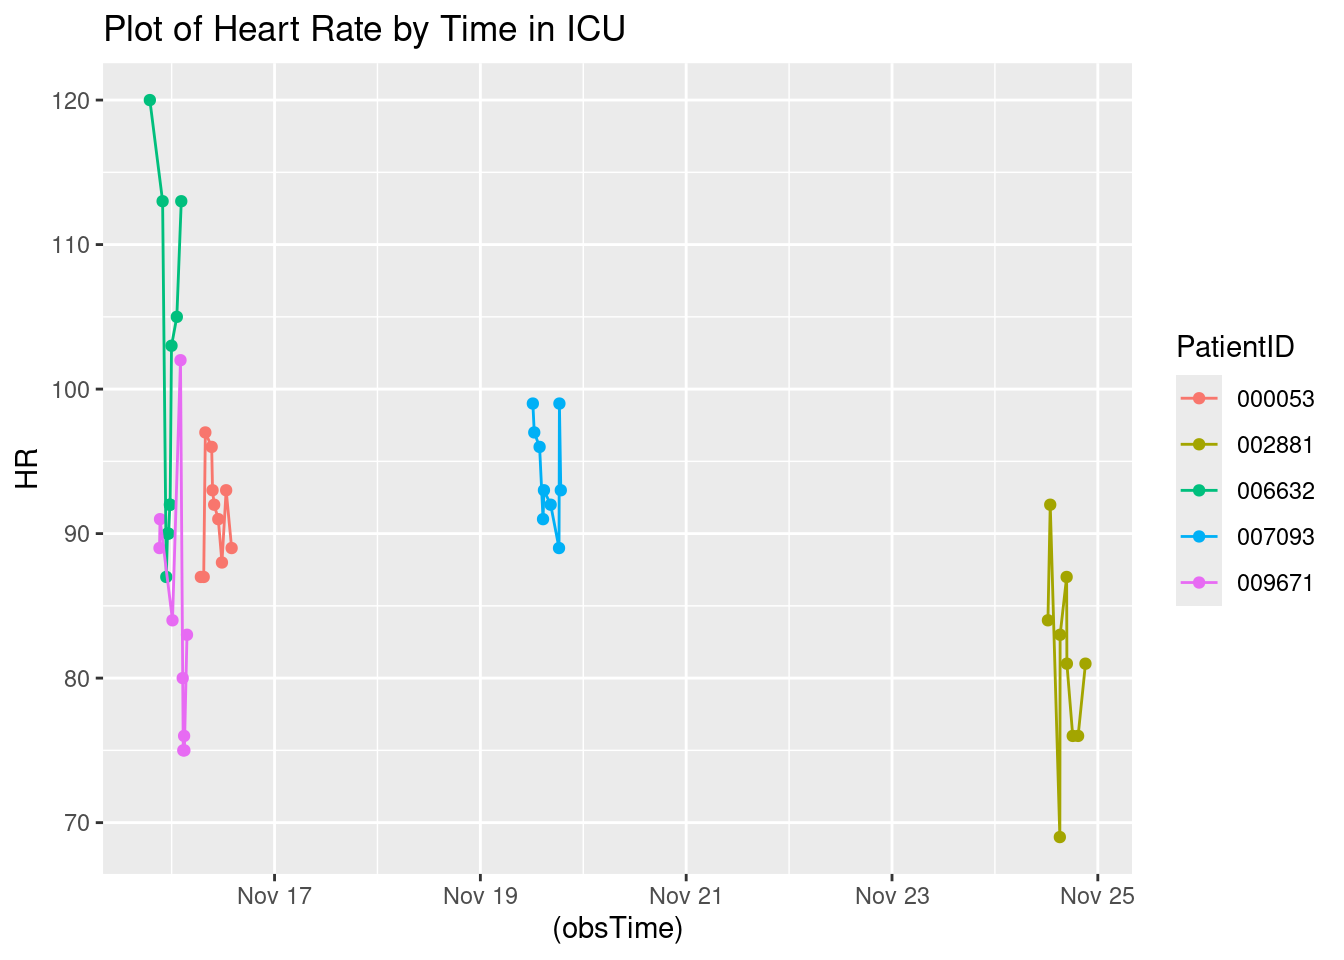 Plot of Heart Rate by Time in ICU
120
110
100
90
80
70
HR
Nov 17
Nov 19
Nov 21
Nov 23
Nov 25
(obsTime)
PatientID
000053
002881
006632
007093
009671